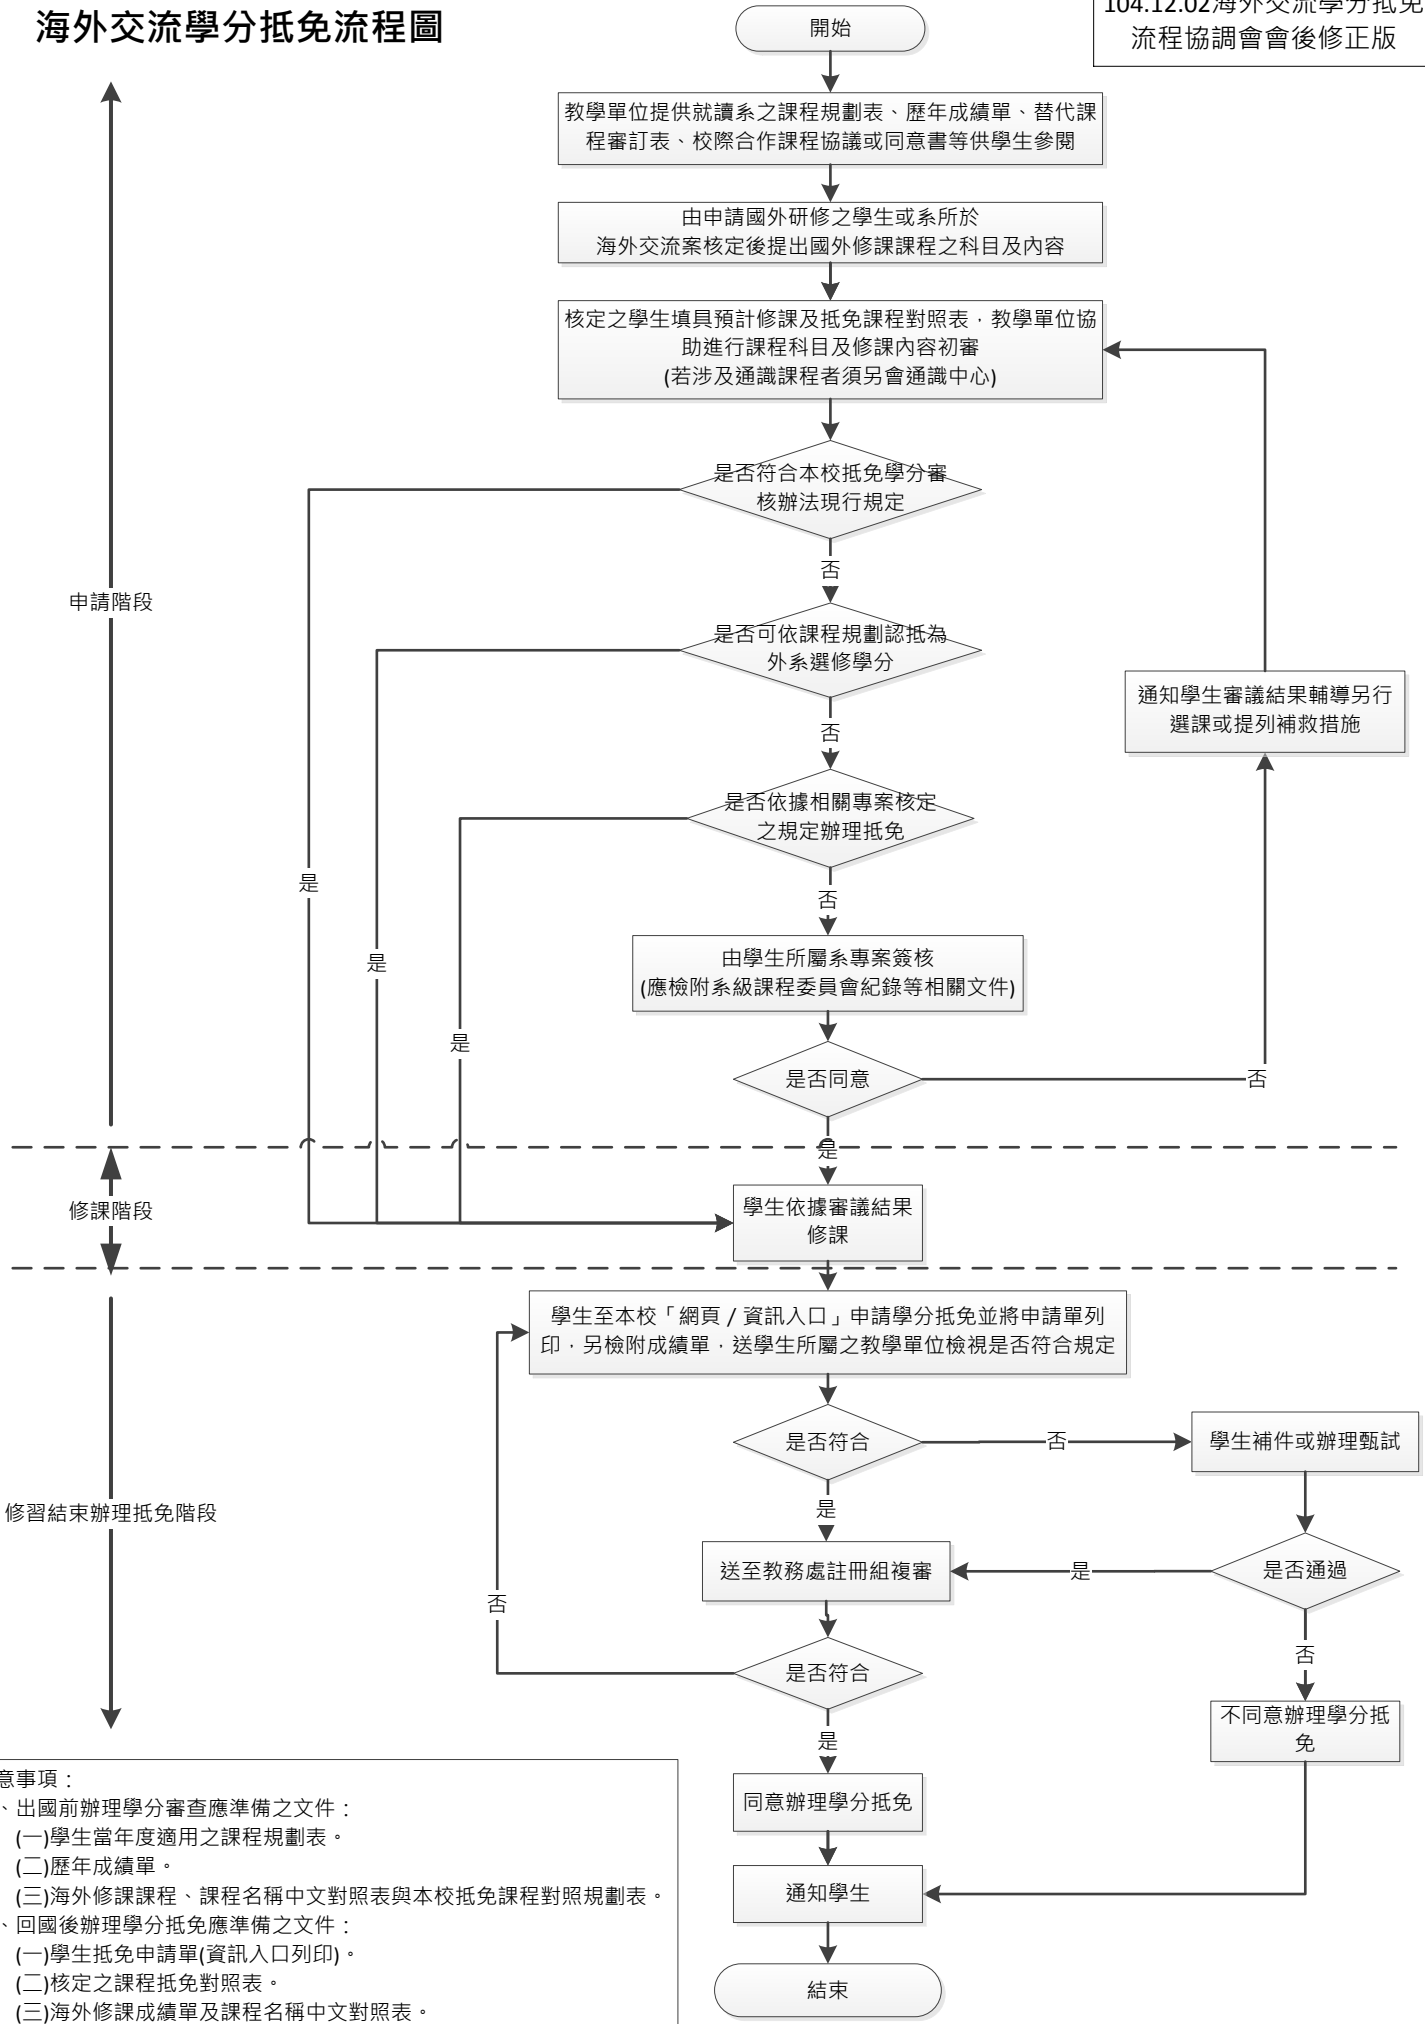 海外交流學分抵免流程圖
104.12.02海外交流學分抵免
流程協調會會後修正版
開始
教學單位提供就讀系之課程規劃表、歷年成績單、替代課
程審訂表、校際合作課程協議或同意書等供學生參閱
由申請國外研修之學生或系所於
海外交流案核定後提出國外修課課程之科目及內容
核定之學生填具預計修課及抵免課程對照表，教學單位協
助進行課程科目及修課內容初審
(若涉及通識課程者須另會通識中心)
是否符合本校抵免學分審
核辦法現行規定
否
申請階段
是否可依課程規劃認抵為
外系選修學分
通知學生審議結果輔導另行
選課或提列補救措施
否
是否依據相關專案核定
之規定辦理抵免
是
否
是
由學生所屬系專案簽核
(應檢附系級課程委員會紀錄等相關文件)
是
是否同意
否
是
修課階段
學生依據審議結果
修課
學生至本校「網頁／資訊入口」申請學分抵免並將申請單列
印，另檢附成績單，送學生所屬之教學單位檢視是否符合規定
是否符合
否
學生補件或辦理甄試
是
修習結束辦理抵免階段
送至教務處註冊組複審
是
是否通過
否
是否符合
否
是
不同意辦理學分抵
免
同意辦理學分抵免
通知學生
結束
意事項：
、出國前辦理學分審查應準備之文件：
(一)學生當年度適用之課程規劃表。
(二)歷年成績單。
(三)海外修課課程、課程名稱中文對照表與本校抵免課程對照規劃表。
、回國後辦理學分抵免應準備之文件：
(一)學生抵免申請單(資訊入口列印)。
(二)核定之課程抵免對照表。
(三)海外修課成績單及課程名稱中文對照表。